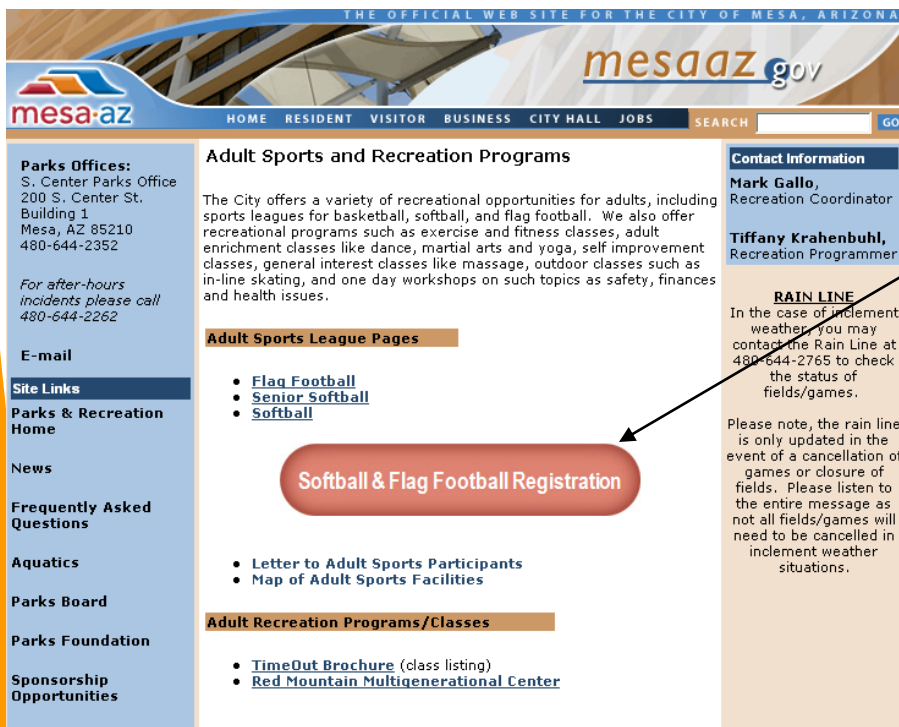 THE OFFICIAL WEB SITE FOR THE CITY OF MESA, ARIZONA
mesaaz gov
mesa·az
HOME RESIDENT VISITOR BUSINESS CITY HALL JOBS
SEARCH GO
Parks Offices:
S. Center Parks Office
200 S. Center St.
Building 1
Mesa, AZ 85210
480-644-2352
For after-hours
incidents please call
480-644-2262
E-mail
Site Links
Parks & Recreation
Home
News
Frequently Asked
Questions
Aquatics
Parks Board
Parks Foundation
Sponsorship
Opportunities
Adult Sports and Recreation Programs
The City offers a variety of recreational opportunities for adults, including
sports leagues for basketball, softball, and flag football. We also offer
recreational programs such as exercise and fitness classes, adult
enrichment classes like dance, martial arts and yoga, self improvement
classes, general interest classes like massage, outdoor classes such as
in-line skating, and one day workshops on such topics as safety, finances
and health issues.
Adult Sports League Pages
• Flag Football
• Senior Softball
• Softball
Softball & Flag Football Registration
• Letter to Adult Sports Participants
• Map of Adult Sports Facilities
Adult Recreation Programs/Classes
• TimeOut Brochure (class listing)
• Red Mountain Multigenerational Center
Contact Information
Mark Gallo,
Recreation Coordinator
Tiffany Krahenbuhl,
Recreation Programmer
RAIN LINE
In the case of inclement
weather, you may
contact the Rain Line at
480-644-2765 to check
the status of
fields/games.
Please note, the rain line
is only updated in the
event of a cancellation of
games or closure of
fields. Please listen to
the entire message as
not all fields/games will
need to be cancelled in
inclement weather
situations.